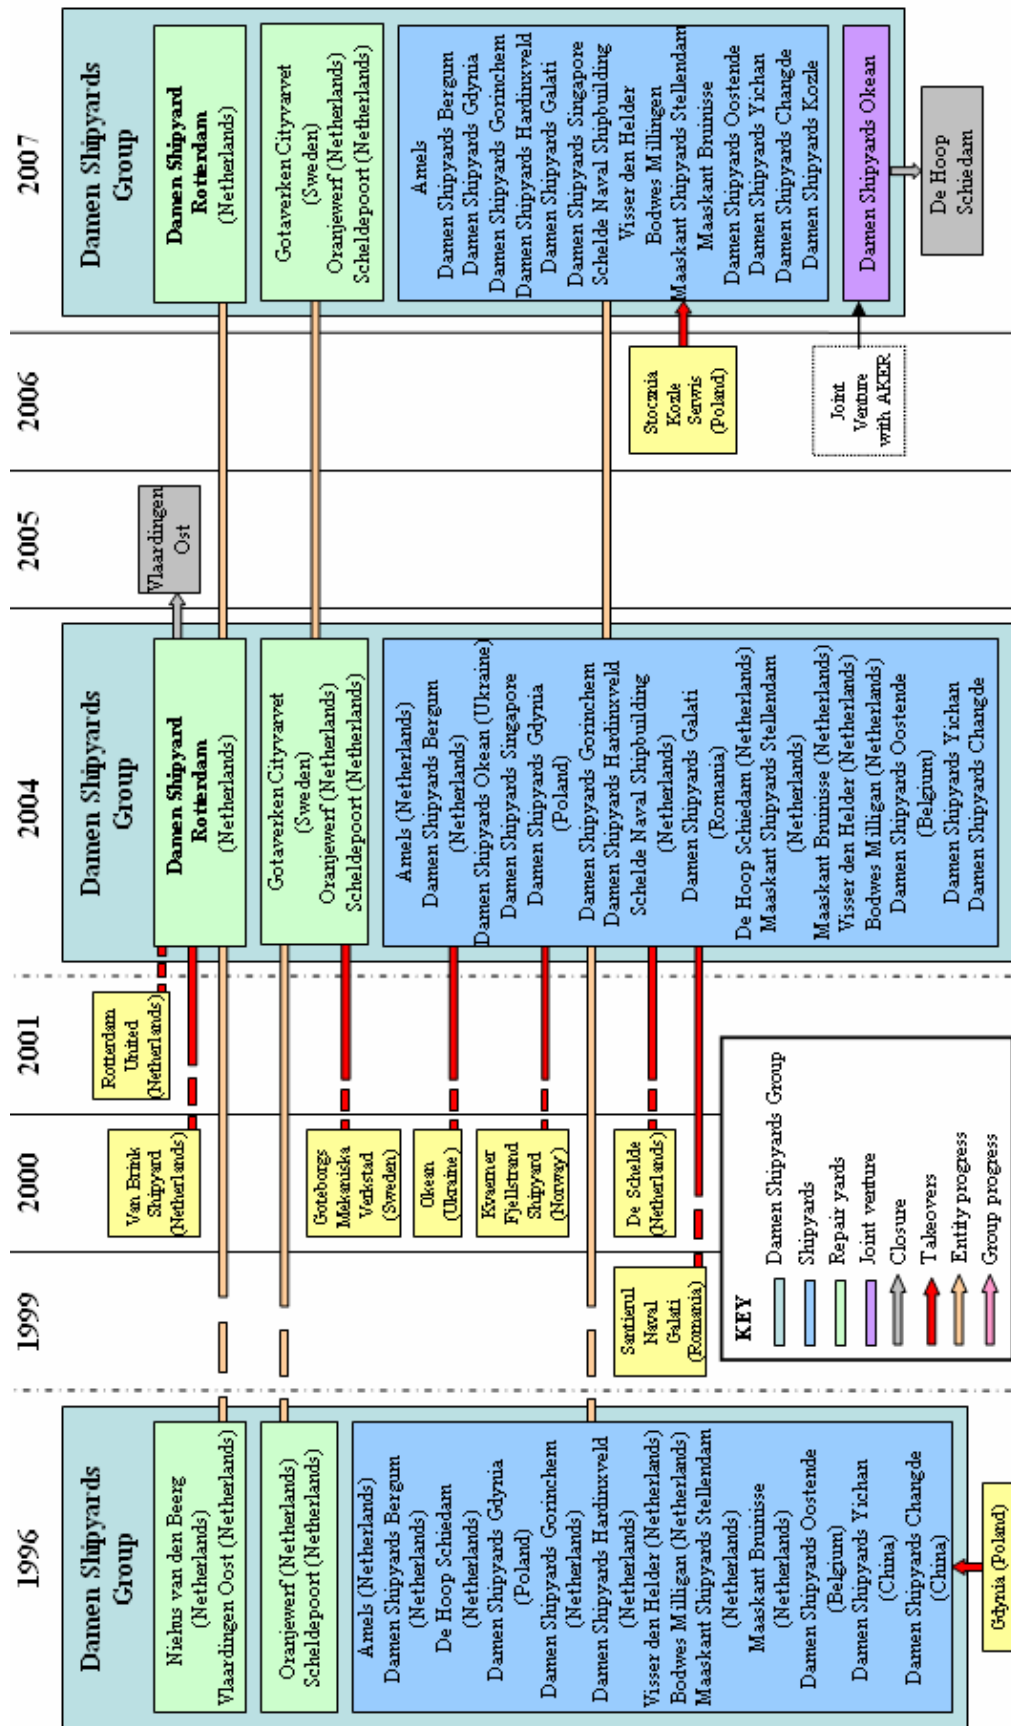 1996
1999
2000
2001
2004
2005
2006
2007
Damen Shipyards
Group
Niehus van den Beerg
(Netherlands)
Vlaardingen Oost (Netherlands)
Oranjewerf (Netherlands)
Scheldepoort (Netherlands)
Amels (Netherlands)
Damen Shipyards Bergum
(Netherlands)
De Hoop Schiedam
(Netherlands)
Damen Shipyards Gdynia
(Poland)
Damen Shipyards Gorinchem
(Netherlands)
Damen Shipyards Hardinxveld
(Netherlands)
Visser den Helder (Netherlands)
Bodwes Milligan (Netherlands)
Maaskant Shipyards Stellendam
(Netherlands)
Maaskant Bruinisse
(Netherlands)
Damen Shipyards Oostende
(Belgium)
Damen Shipyards Yichan
(China)
Damen Shipyards Changde
(China)
Gdynia (Poland)
Santierul
Naval
Galati
(Romania)
Van Brink
Shipyard
(Netherlands)
Goteborgs
Mekaniska
Verkstad
(Sweden)
Okean
(Ukraine)
Kvaerner
Fjellstrand
Shipyard
(Norway)
De Schelde
(Netherlands)
Rotterdam
United
(Netherlands)
KEY
Damen Shipyards Group
Shipyards
Repair yards
Joint venture
Closure
Takeovers
Entity progress
Group progress
Damen Shipyards
Group
Damen Shipyard
Rotterdam
(Netherlands)
Gotaverken Cityvarvet
(Sweden)
Oranjewerf (Netherlands)
Scheldepoort (Netherlands)
Amels (Netherlands)
Damen Shipyards Bergum
(Netherlands)
Damen Shipyards Okean (Ukraine)
Damen Shipyards Singapore
Damen Shipyards Gdynia
(Poland)
Damen Shipyards Gorinchem
Damen Shipyards Hardinxveld
Schelde Naval Shipbuilding
(Netherlands)
Damen Shipyards Galati
(Romania)
De Hoop Schiedam (Netherlands)
Maaskant Shipyards Stellendam
(Netherlands)
Maaskant Bruinisse (Netherlands)
Visser den Helder (Netherlands)
Bodwes Milligan (Netherlands)
Damen Shipyards Oostende
(Belgium)
Damen Shipyards Yichan
Damen Shipyards Changde
Vlaardingen
Ost
Stocznia
Kozle
Serwis
(Poland)
Joint
Venture
with AKER
Damen Shipyards
Group
Damen Shipyard
Rotterdam
(Netherlands)
Gotaverken Cityvarvet
(Sweden)
Oranjewerf (Netherlands)
Scheldepoort (Netherlands)
Amels
Damen Shipyards Bergum
Damen Shipyards Gdynia
Damen Shipyards Gorinchem
Damen Shipyards Hardinxveld
Damen Shipyards Galati
Damen Shipyards Singapore
Schelde Naval Shipbuilding
Visser den Helder
Bodwes Millingen
Maaskant Shipyards Stellendam
Maaskant Bruinisse
Damen Shipyards Oostende
Damen Shipyards Yichan
Damen Shipyards Changde
Damen Shipyards Kozle
Damen Shipyards Okean
De Hoop
Schiedam